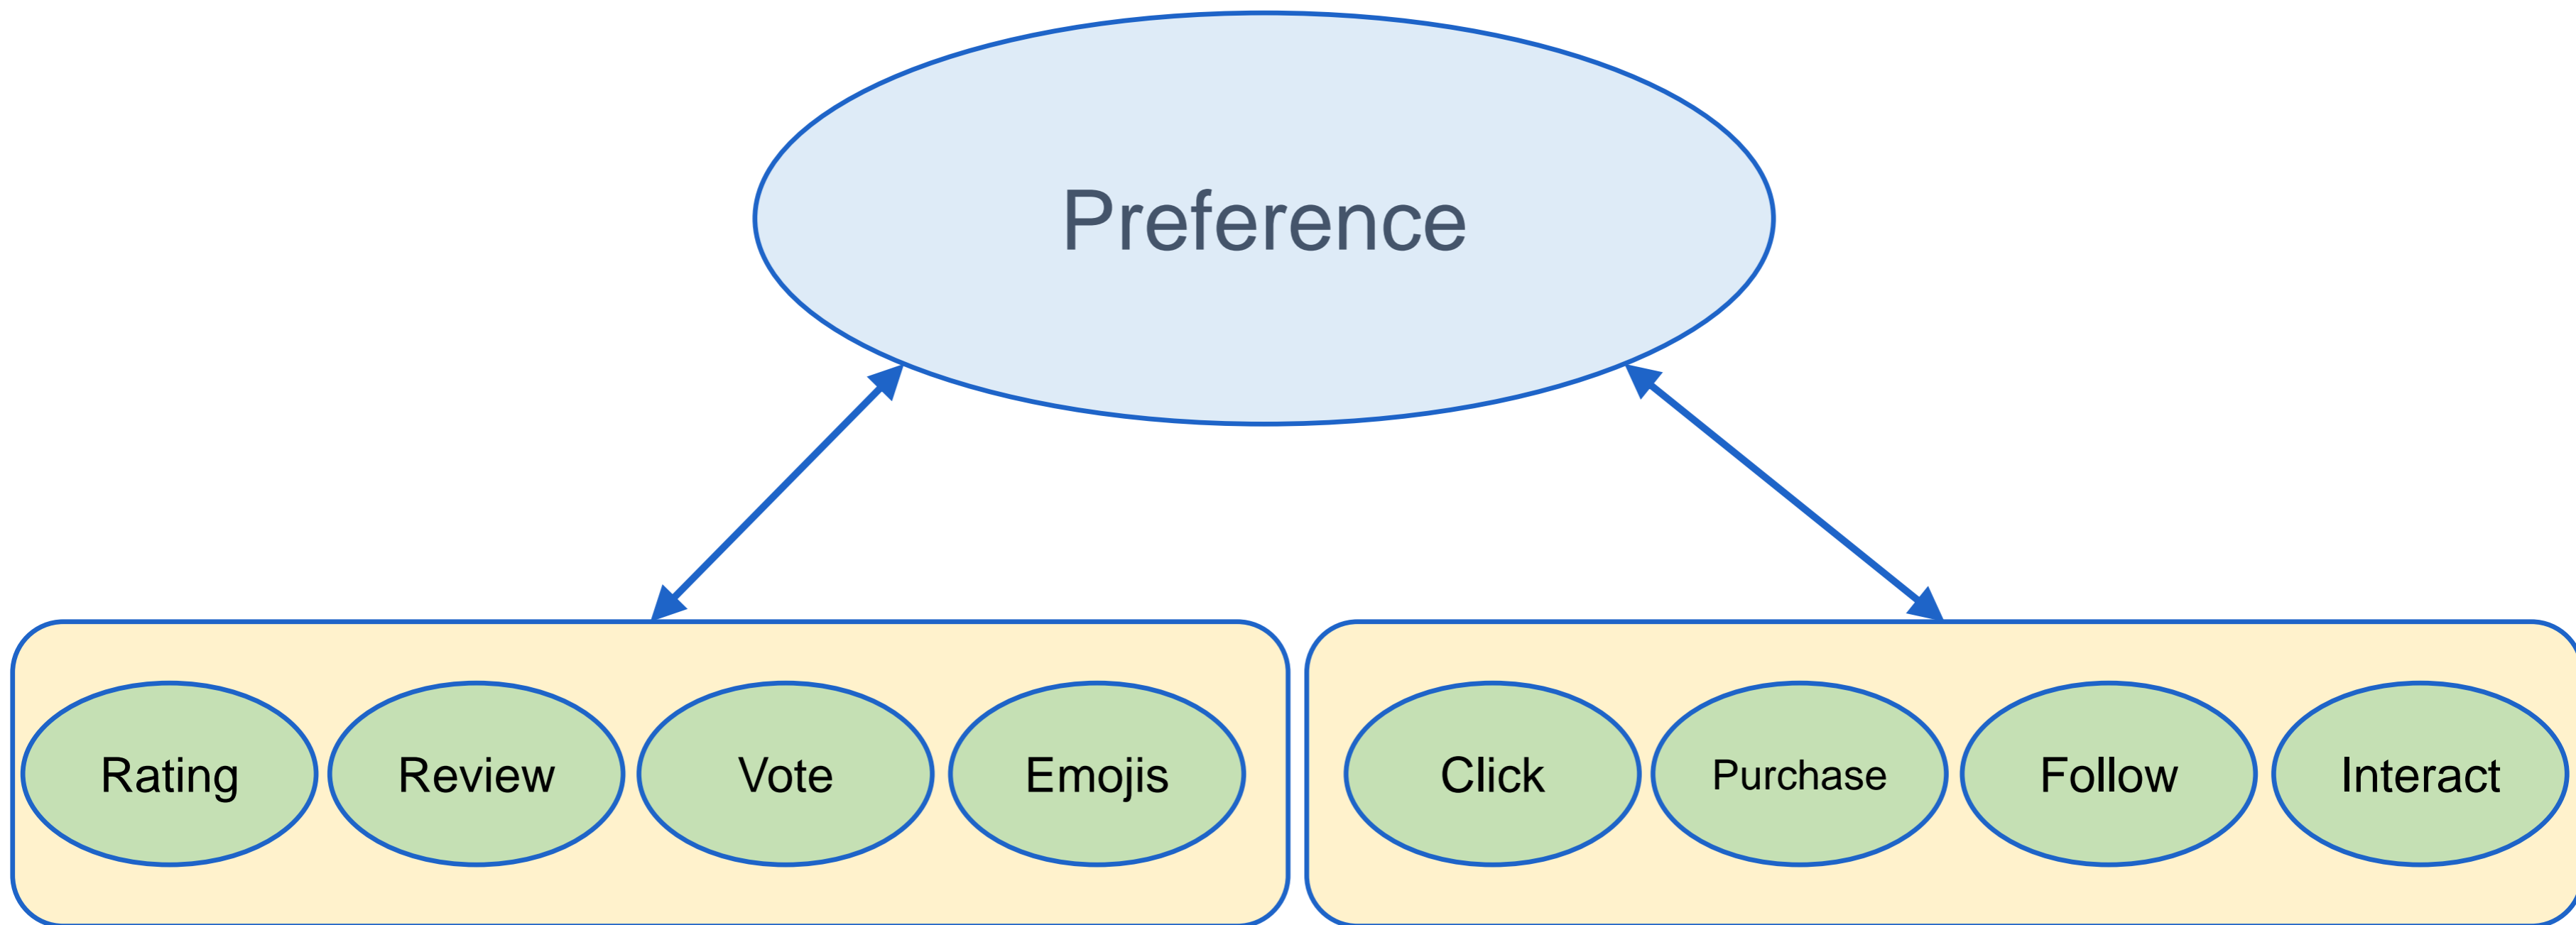 Preference
Rating
Review
Vote
Emojis
Click
Purchase
Follow
Interact